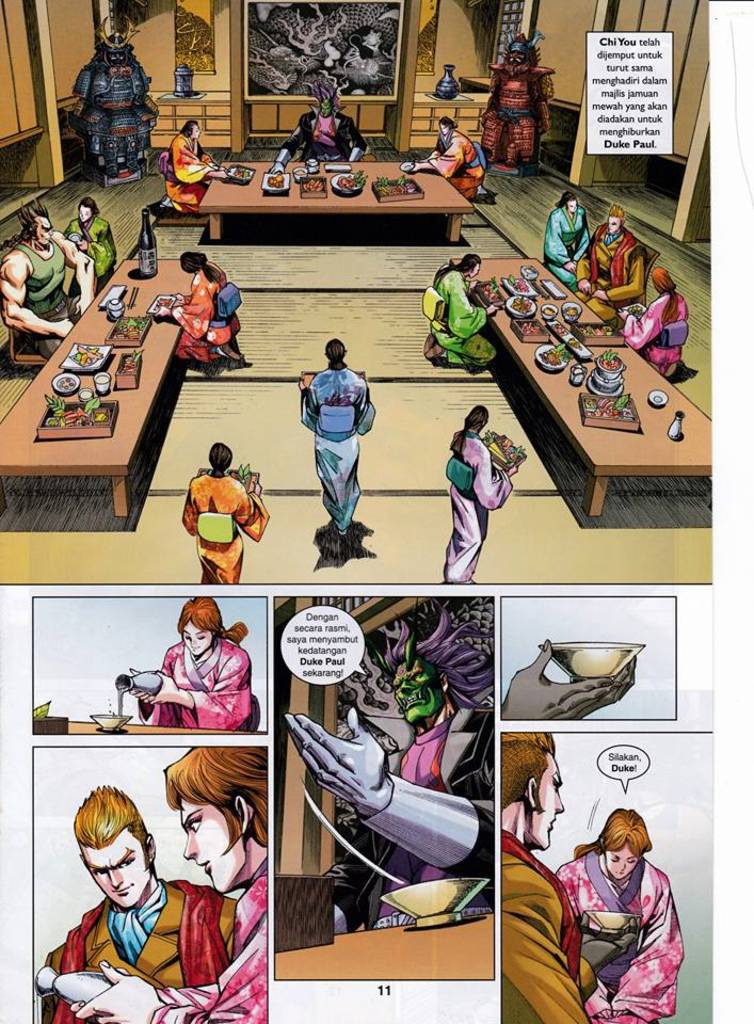 Chi You telah
dijemput untuk
turut sama
menghadiri dalam
majlis jamuan
mewah yang akan
diadakan untuk
menghiburkan
Duke Paul.
Dengan
secara rasmi,
saya menyambut
kedatangan
Duke Paul
sekarang!
Silakan,
Duke!
11